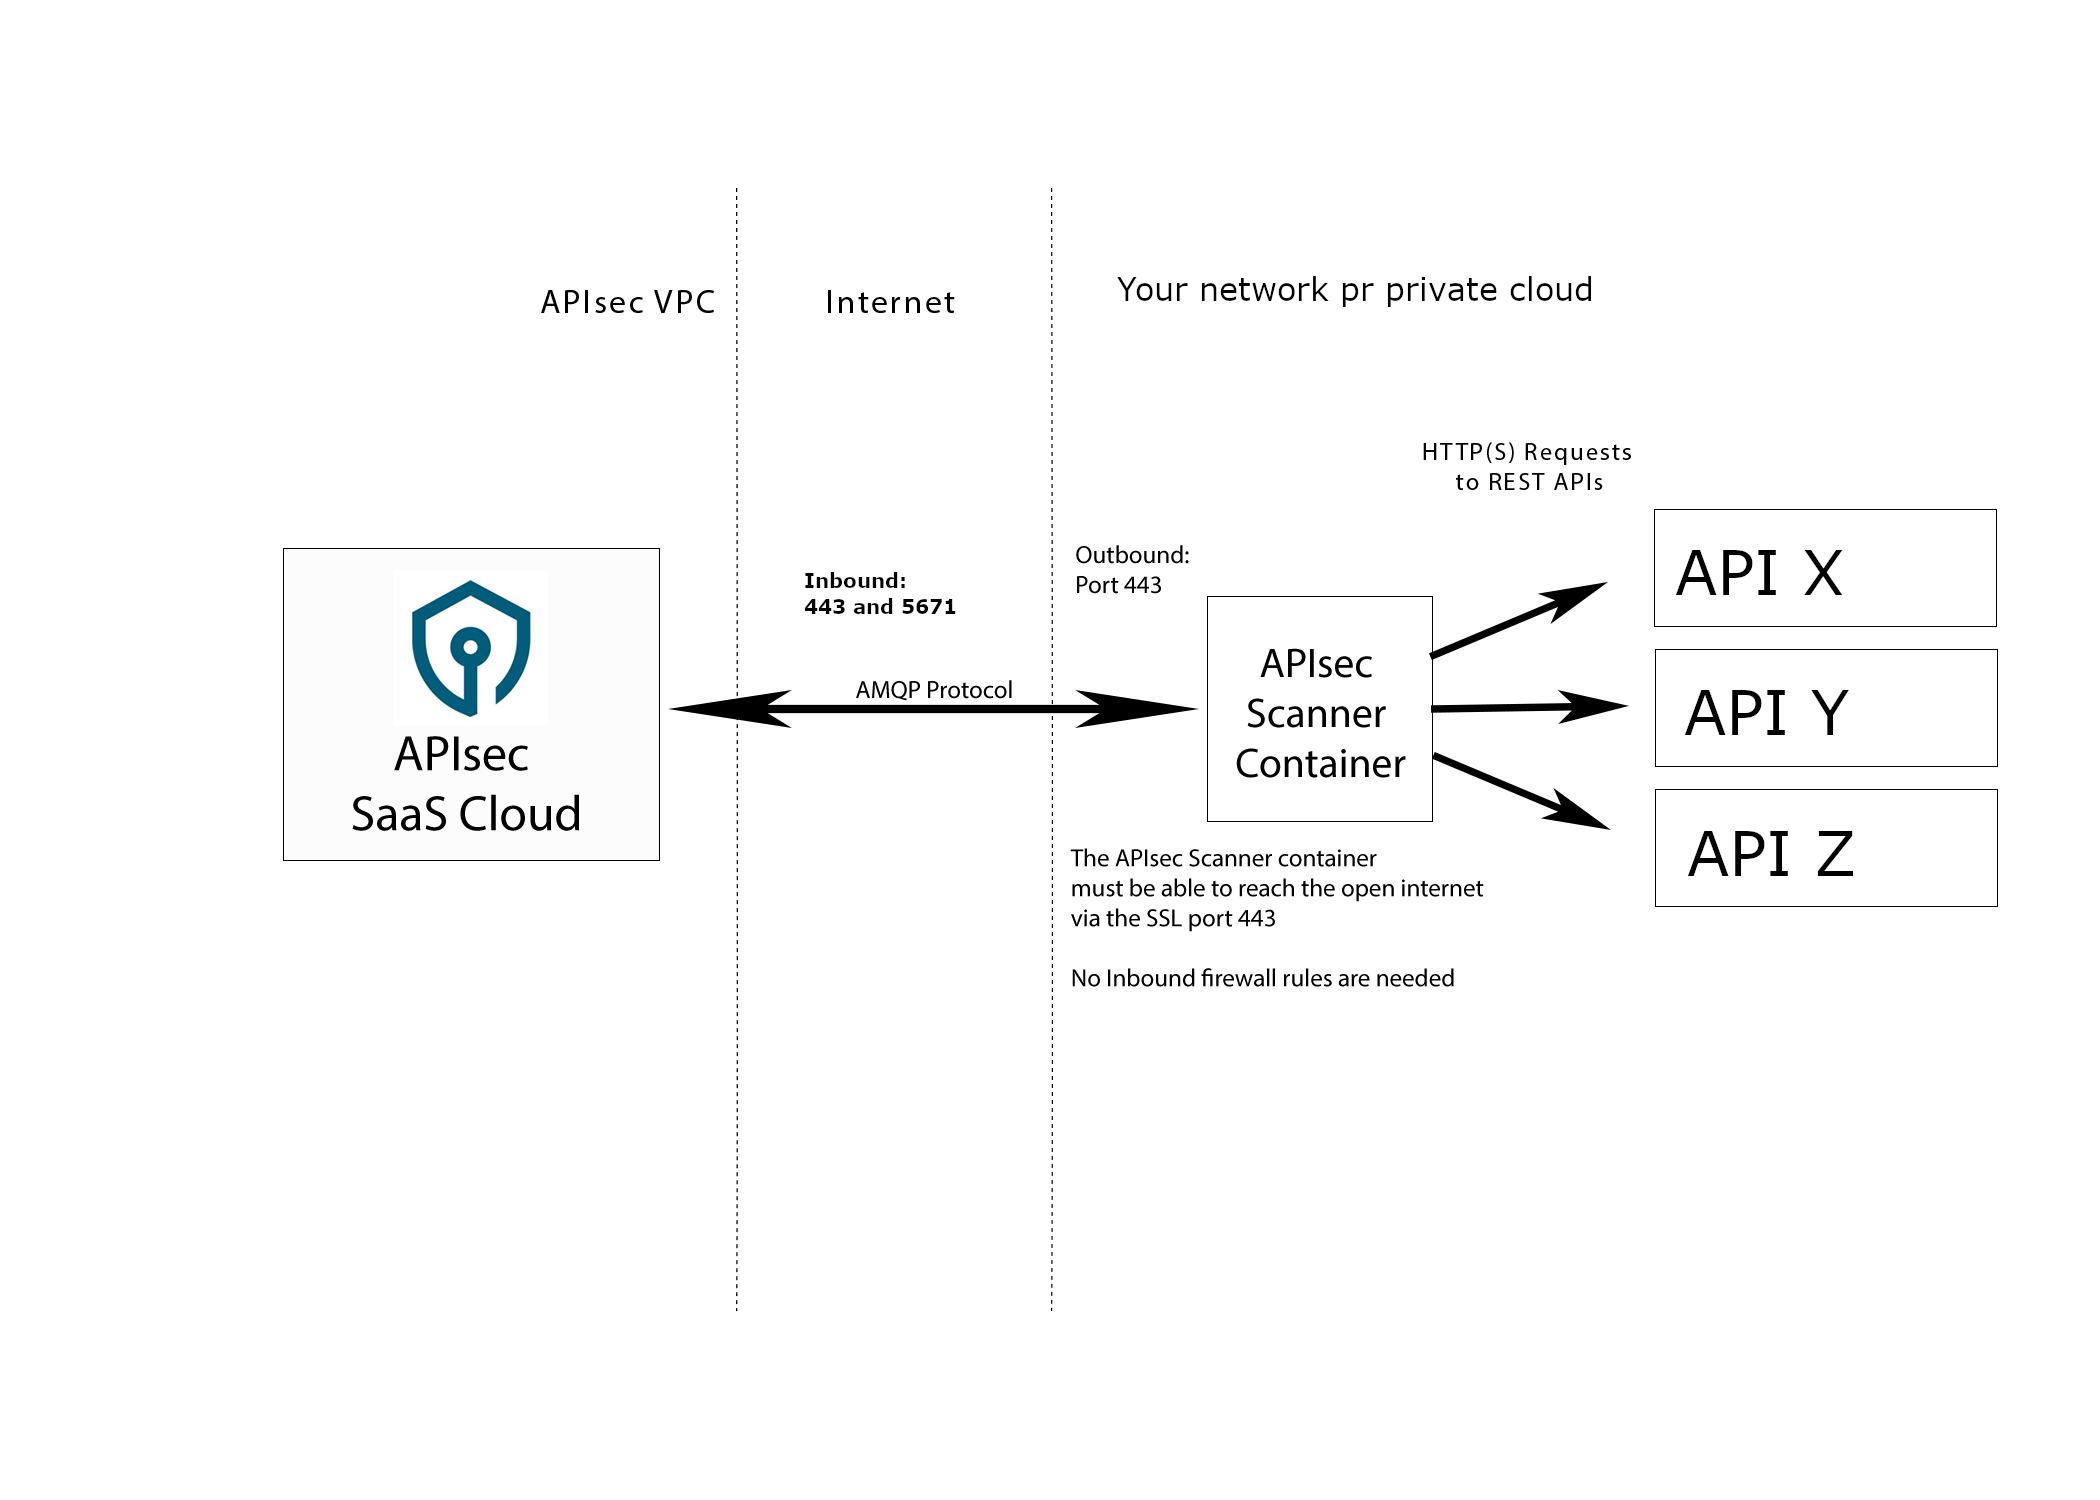 APIsec VPC
Internet
Your network pr private cloud
HTTP(S) Requests
to REST APIs
Inbound:
443 and 5671
Outbound:
Port 443
AMQP Protocol
APIsec
SaaS Cloud
APIsec
Scanner
Container
API X
API Y
API Z
The APIsec Scanner container
must be able to reach the open internet
via the SSL port 443
No Inbound firewall rules are needed